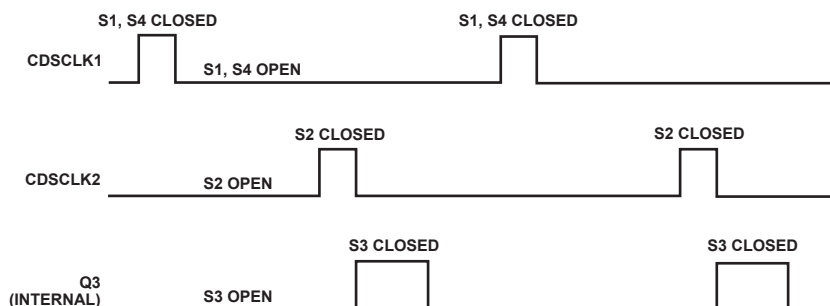 S1, S4 CLOSED
S1, S4 CLOSED
CDSCLK1
S1, S4 OPEN
S2 CLOSED
S2 CLOSED
CDSCLK2
S2 OPEN
S3 CLOSED
S3 CLOSED
Q3
(INTERNAL)
S3 OPEN